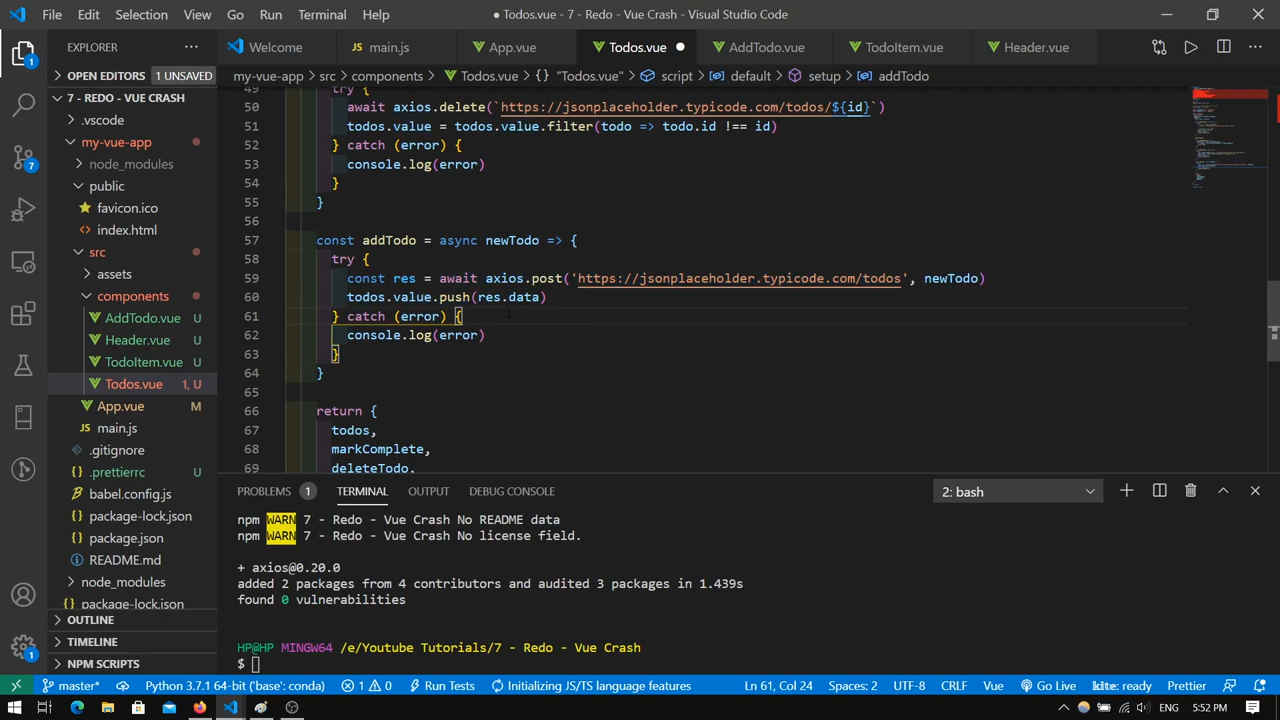 File Edit Selection View Go Run Terminal Help
● Todos.vue - 7 - Redo - Vue Crash - Visual Studio Code
EXPLORER
Welcome main.js App.vue Todos.vue AddTodo.vue TodoItem.vue Header.vue
OPEN EDITORS 1 UNSAVED
my-vue-app > src > components > Todos.vue > {} "Todos.vue" > script > default > setup > addTodo
7 - REDO - VUE CRASH
.vscode
my-vue-app
node_modules
public
favicon.ico
index.html
src
assets
components
AddTodo.vue U
Header.vue U
TodoItem.vue U
Todos.vue 1, U
App.vue M
main.js
.gitignore
.prettierrc U
babel.config.js
package-lock.json
package.json
README.md
node_modules
package-lock.json
OUTLINE
TIMELINE
NPM SCRIPTS
49 try {
50 await axios.delete(`https://jsonplaceholder.typicode.com/todos/${id}`)
51 todos.value = todos.value.filter(todo => todo.id !== id)
52 } catch (error) {
53 console.log(error)
54 }
55 }
56
57 const addTodo = async newTodo => {
58 try {
59 const res = await axios.post('https://jsonplaceholder.typicode.com/todos', newTodo)
60 todos.value.push(res.data)
61 } catch (error) {
62 console.log(error)
63 }
64 }
65
66 return {
67 todos,
68 markComplete,
69 deleteTodo,
PROBLEMS 1 TERMINAL OUTPUT DEBUG CONSOLE 2: bash
npm WARN 7 - Redo - Vue Crash No README data
npm WARN 7 - Redo - Vue Crash No license field.
+ axios@0.20.0
added 2 packages from 4 contributors and audited 3 packages in 1.439s
found 0 vulnerabilities
HP@HP MINGW64 /e/Youtube Tutorials/7 - Redo - Vue Crash
$
1
7
1
master* Python 3.7.1 64-bit ('base': conda) 1 0 Run Tests Initializing JS/TS language features Ln 61, Col 24 Spaces: 2 UTF-8 CRLF Vue Go Live kite: ready Prettier
5:52 PM